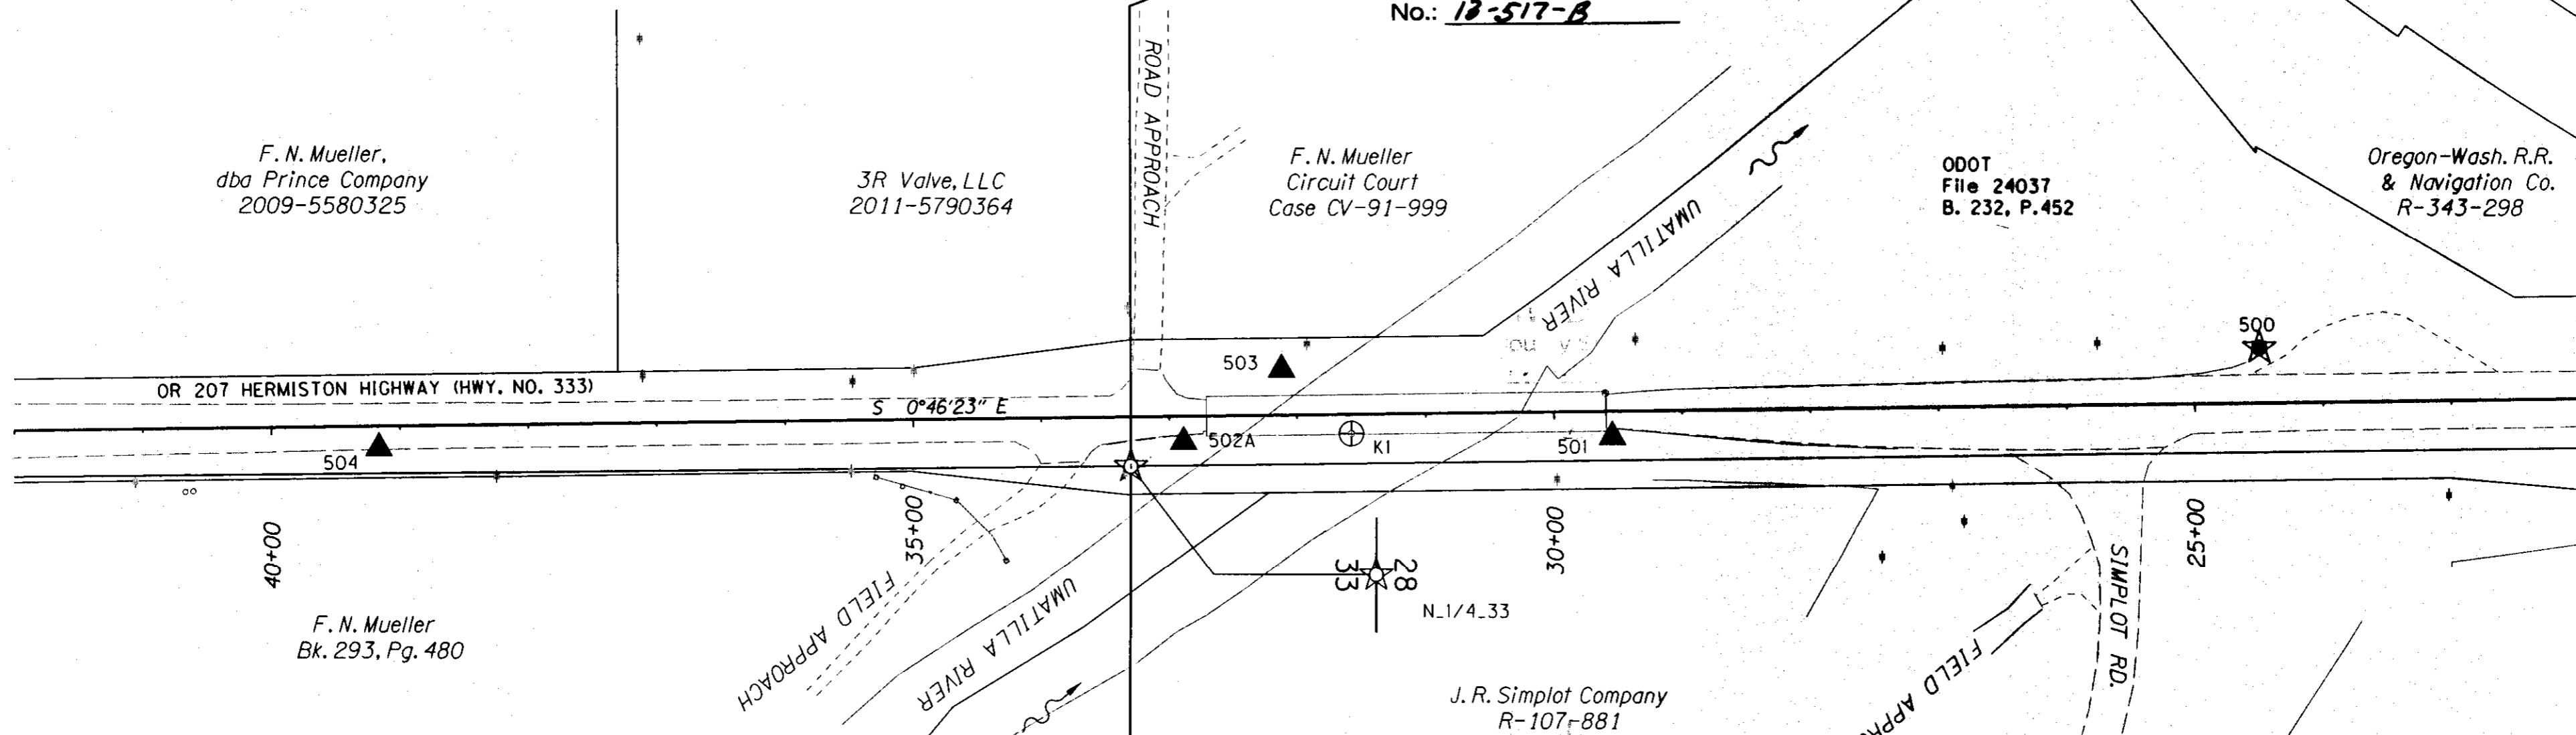 No.: 13-517-B
ROAD APPROACH
F. N. Mueller,
dba Prince Company
2009-5580325
3R Valve, LLC
2011-5790364
F. N. Mueller
Circuit Court
Case CV-91-999
UMATILLA RIVER
ODOT
File 24037
B. 232, P.452
Oregon-Wash. R.R.
& Navigation Co.
R-343-298
500
503
OR 207 HERMISTON HIGHWAY (HWY. NO. 333)
S 0°46'23" E
504
502A
K1
501
40+00
35+00
30+00
25+00
33
28
N_1/4_33
FIELD APPROACH
UMATILLA RIVER
SIMPLOT RD.
FIELD APPR
F. N. Mueller
Bk. 293, Pg. 480
J. R. Simplot Company
R-107-881